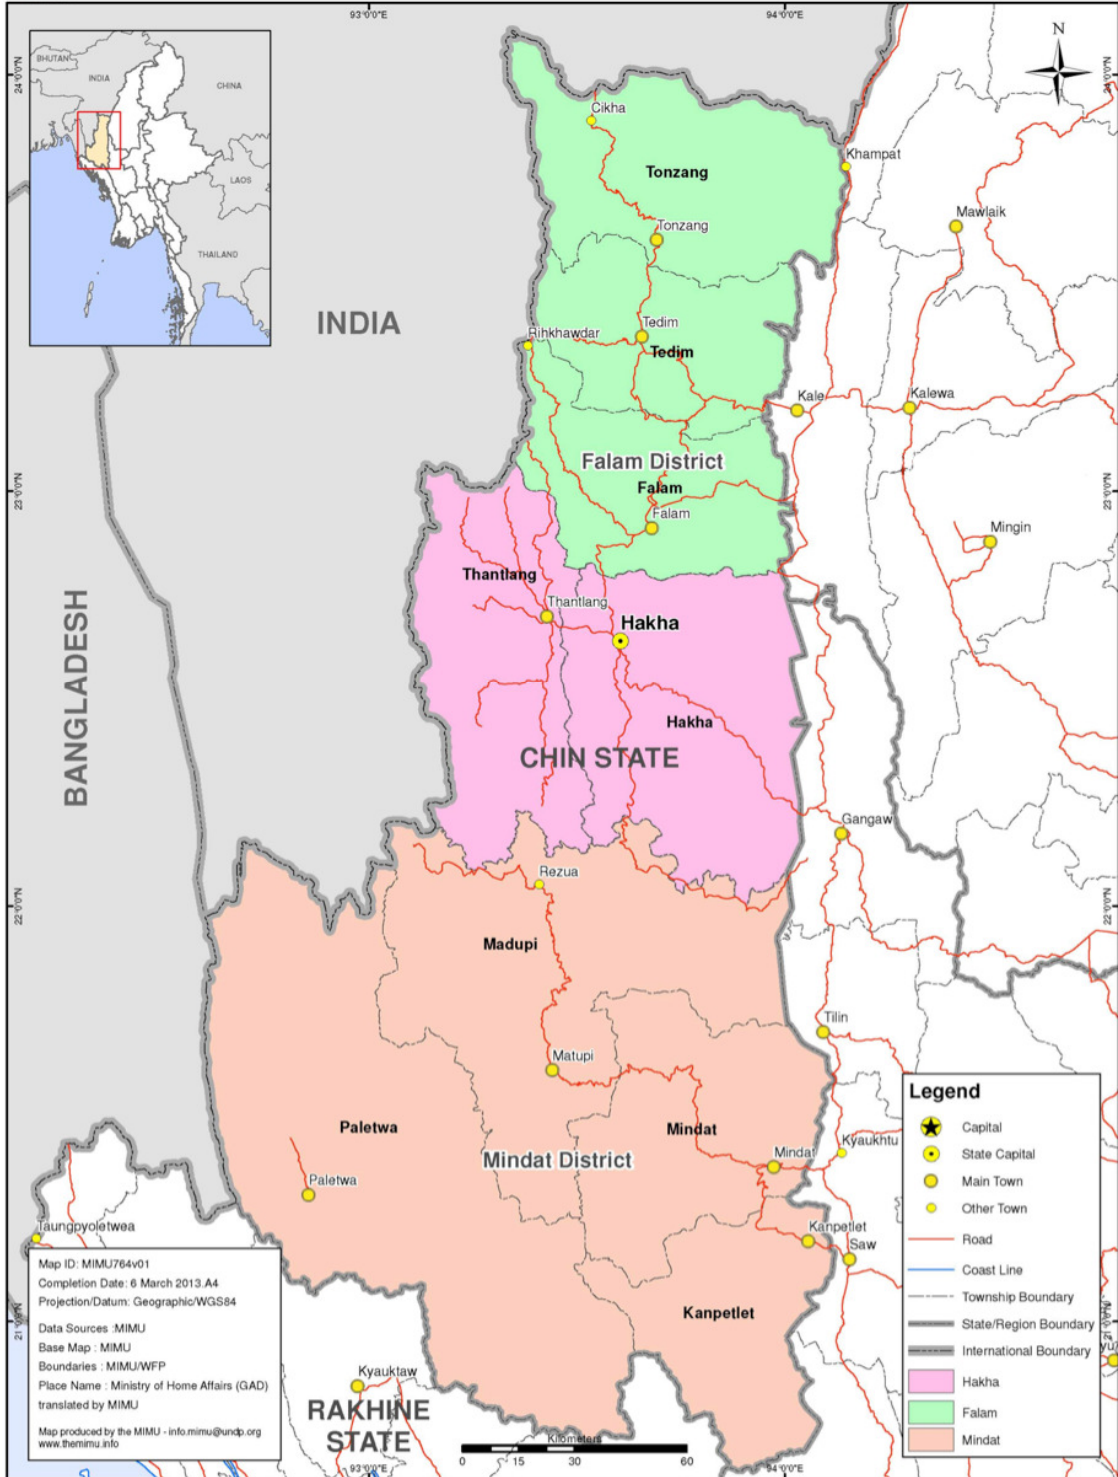 93°0'0"E
94°0'0"E
24°0'0"N
24°0'0"N
BHUTAN
INDIA
CHINA
LAOS
THAILAND
N
Cikha
Khampat
Tonzang
Mawlaik
Tonzang
INDIA
Rihkhawdar
Tedim
Tedim
Kale
Kalewa
Falam District
Falam
23°0'0"N
23°0'0"N
Falam
Mingin
Thantlang
Thantlang
Hakha
BANGLADESH
Hakha
CHIN STATE
Gangaw
Rezua
22°0'0"N
22°0'0"N
Madupi
Tilin
Matupi
Paletwa
Mindat
Kyaukhtu
Mindat District
Mindat
Paletwa
Taungpyoletwea
Kanpetlet
Saw
Kanpetlet
21°0'0"N
21°0'0"N
Kyauktaw
RAKHINE
STATE
Legend
Capital
State Capital
Main Town
Other Town
Road
Coast Line
Township Boundary
State/Region Boundary
International Boundary
Hakha
Falam
Mindat
Map ID: MIMU764v01
Completion Date: 6 March 2013.A4
Projection/Datum: Geographic/WGS84
Data Sources :MIMU
Base Map : MIMU
Boundaries : MIMU/WFP
Place Name : Ministry of Home Affairs (GAD)
translated by MIMU
Map produced by the MIMU - info.mimu@undp.org
www.themimu.info
Kilometers
0 15 30 60
93°0'0"E
94°0'0"E